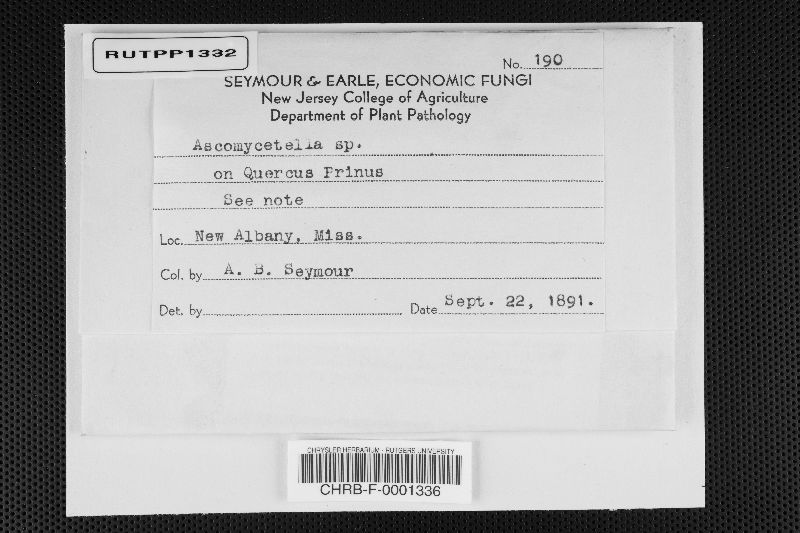 RUTPP1332
No. 190
SEYMOUR & EARLE, ECONOMIC FUNGI
New Jersey College of Agriculture
Department of Plant Pathology
Ascomycetella sp.
on Quercus Prinus
See note
Loc. New Albany, Miss.
Col. by A. B. Seymour
Det. by
Date Sept. 22, 1891.
CHRYSLER HERBARIUM - RUTGERS UNIVERSITY
CHRB-F-0001336